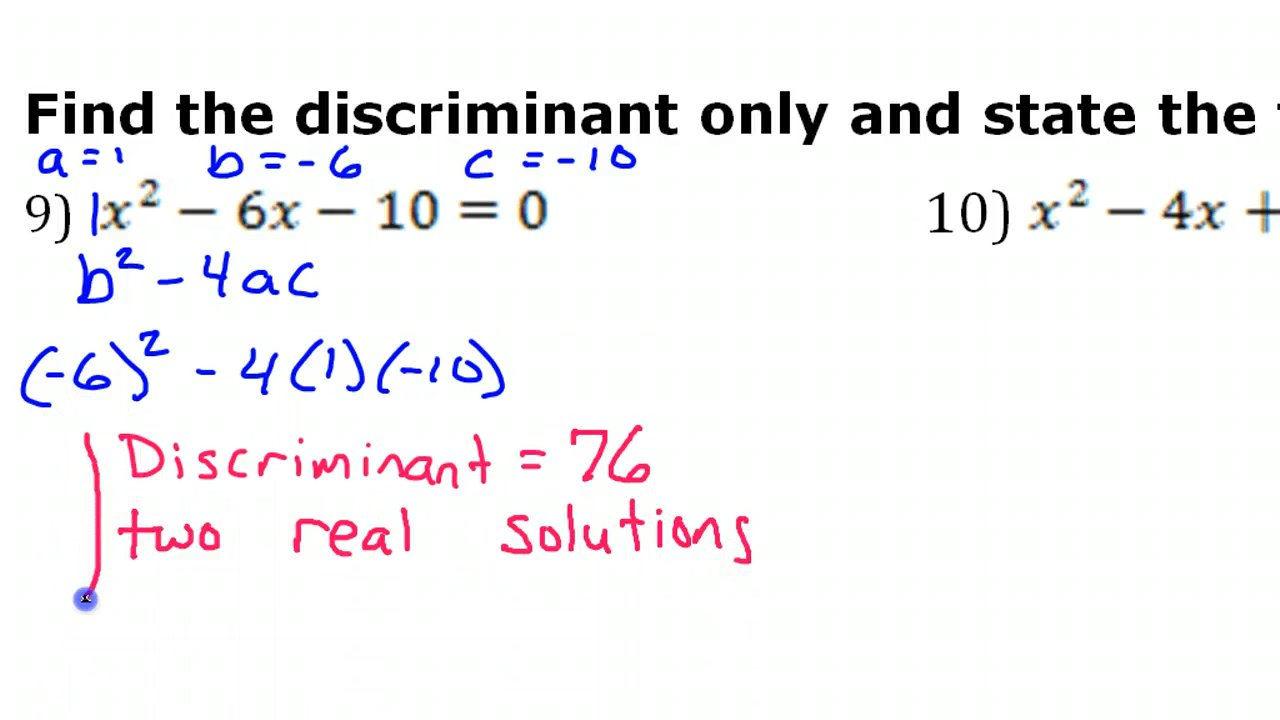 Find the discriminant only and state the
a = 1 b = -6 c = -10
9) 1x² − 6x − 10 = 0
10) x² − 4x +
b² - 4ac
(-6)² - 4(1)(-10)
Discriminant = 76
two real solutions